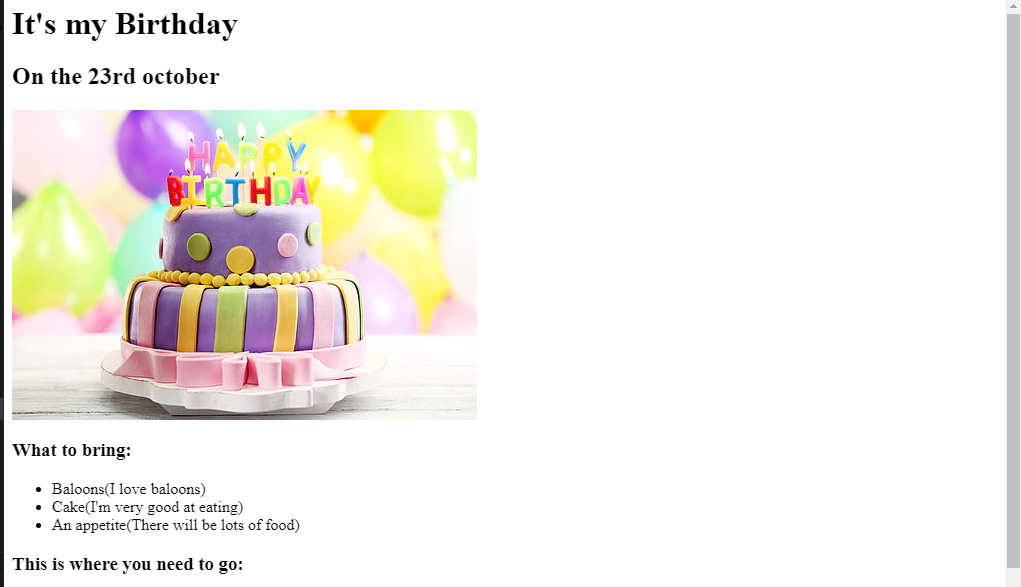 It's my Birthday
On the 23rd october
HAPPY
BIRTHDAY
What to bring:
Baloons(I love baloons)
Cake(I'm very good at eating)
An appetite(There will be lots of food)
This is where you need to go: